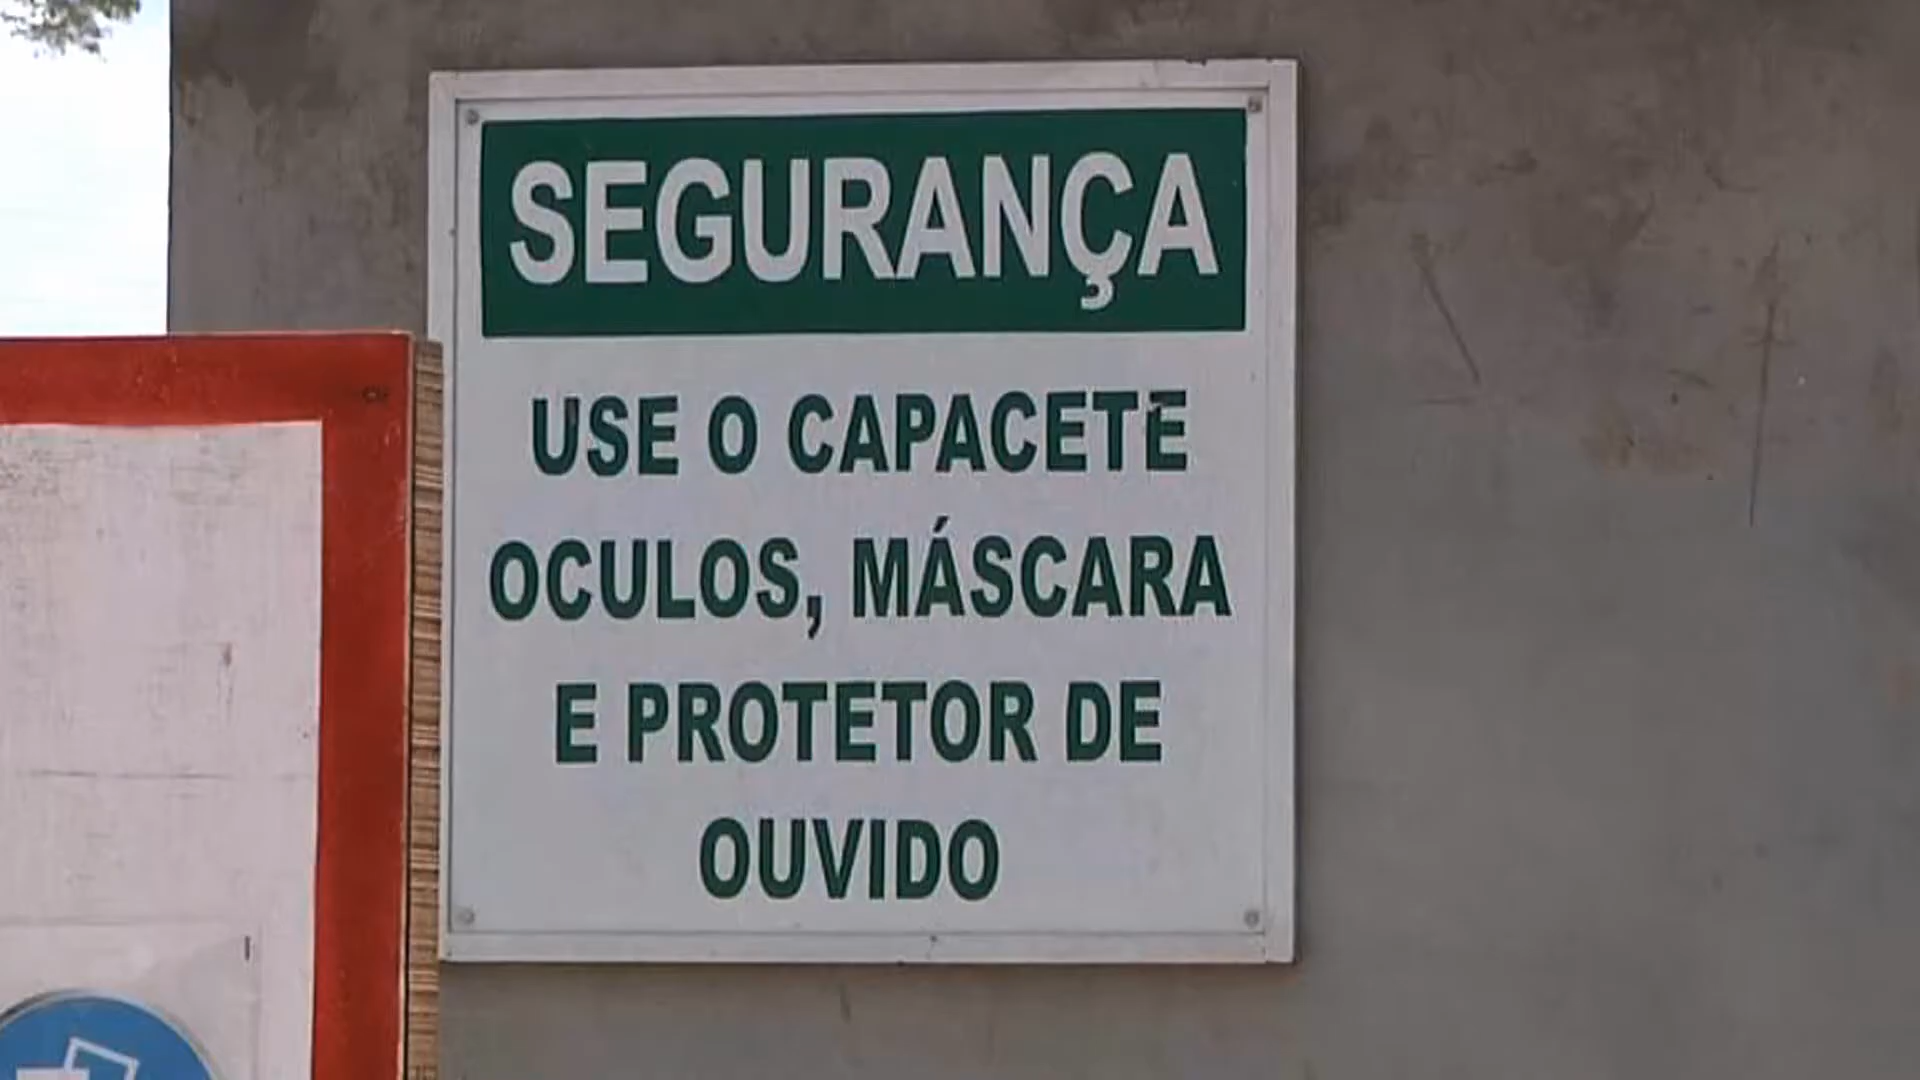 SEGURANÇA
USE O CAPACETE
OCULOS, MÁSCARA
E PROTETOR DE
OUVIDO